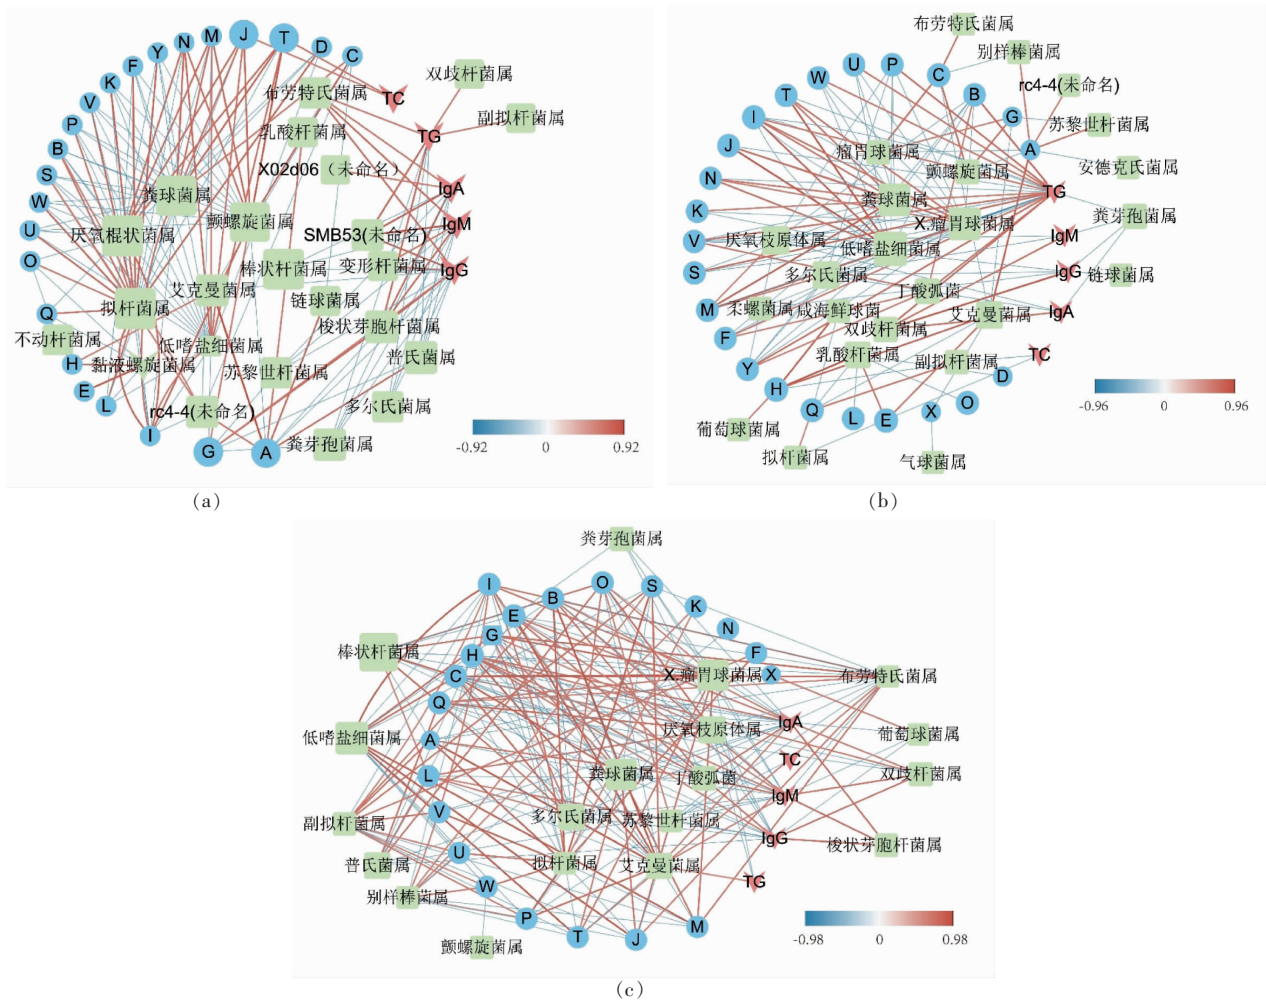 J
T
M
N
D
C
Y
F
K
V
P
B
S
W
U
O
Q
H
E
L
I
G
A
布劳特氏菌属
TC
双歧杆菌属
乳酸杆菌属
TG
副拟杆菌属
X02d06（未命名）
IgA
粪球菌属
颤螺旋菌属
IgM
厌氧棍状菌属
SMB53(未命名)
棒状杆菌属
变形杆菌属
IgG
艾克曼菌属
拟杆菌属
链球菌属
梭状芽胞杆菌属
不动杆菌属
低嗜盐细菌属
普氏菌属
黏液螺旋菌属
苏黎世杆菌属
rc4-4(未命名)
多尔氏菌属
粪芽孢菌属
-0.92
0
0.92
(a)
布劳特氏菌属
别样棒菌属
U
P
C
W
B
rc4-4(未命名)
T
I
G
苏黎世杆菌属
J
瘤胃球菌属
A
颤螺旋菌属
安德克氏菌属
N
TG
粪球菌属
K
X.瘤胃球菌属
粪芽孢菌属
V
厌氧枝原体属
低嗜盐细菌属
IgM
S
多尔氏菌属
IgG
链球菌属
丁酸弧菌
M
柔螺菌属
咸海鲜球菌
艾克曼菌属
IgA
双歧杆菌属
F
Y
乳酸杆菌属
副拟杆菌属
TC
H
D
Q
L
E
X
O
葡萄球菌属
拟杆菌属
气球菌属
-0.96
0
0.96
(b)
粪芽孢菌属
I
B
O
S
E
K
G
N
棒状杆菌属
H
F
C
X.瘤胃球菌属
X
布劳特氏菌属
Q
低嗜盐细菌属
A
厌氧枝原体属
IgA
葡萄球菌属
TC
L
粪球菌属
丁酸弧菌
双歧杆菌属
IgM
V
副拟杆菌属
多尔氏菌属
苏黎世杆菌属
IgG
梭状芽胞杆菌属
U
普氏菌属
拟杆菌属
艾克曼菌属
W
TG
别样棒菌属
P
T
J
M
颤螺旋菌属
-0.98
0
0.98
(c)